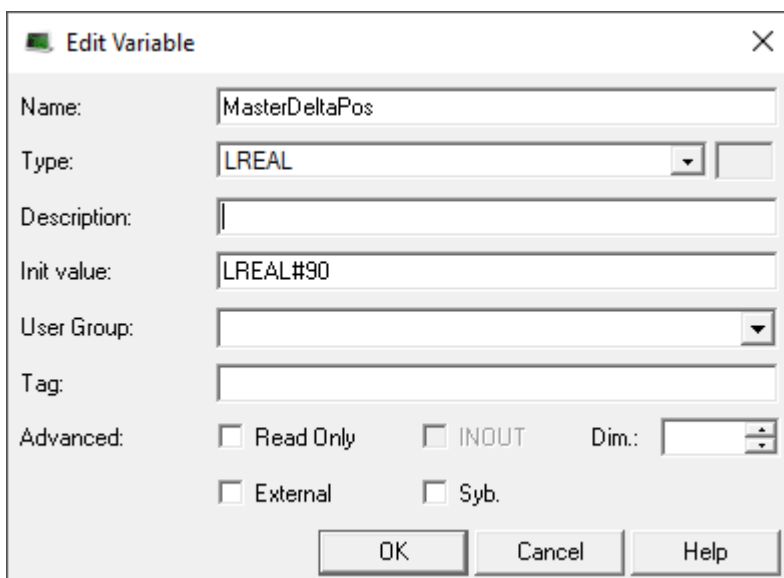 Edit Variable
Name: MasterDeltaPos
Type: LREAL
Description:
Init value: LREAL#90
User Group:
Tag:
Advanced: Read Only INOUT Dim.:
External Syb.
OK Cancel Help